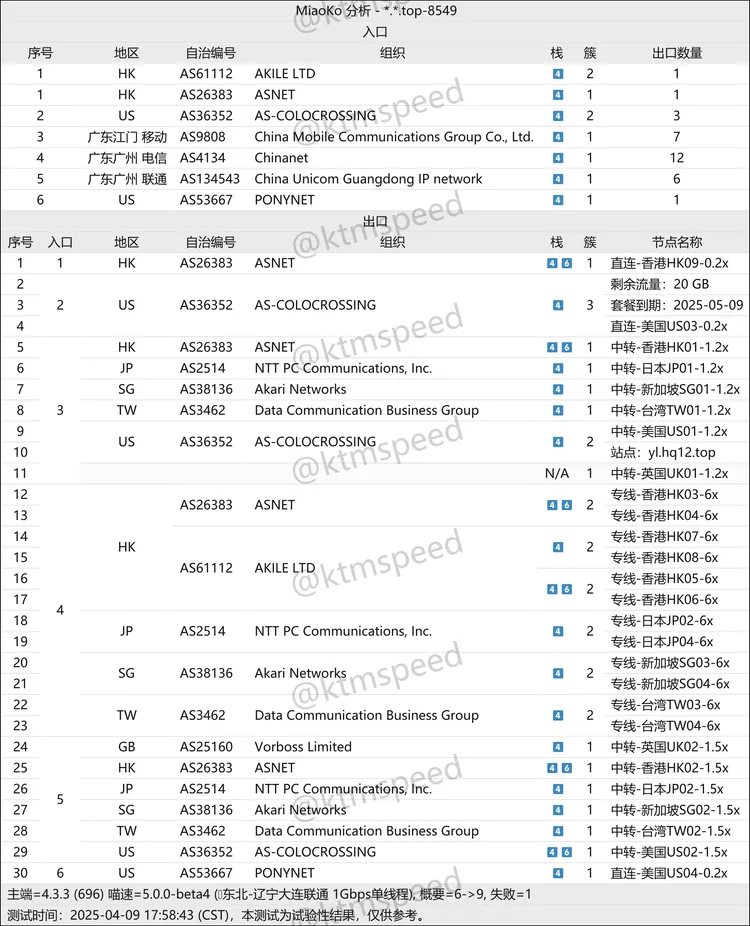 MiaoKo 分析 - *.*.top-8549
入口
序号 地区 自治编号 组织 栈 簇 出口数量
1 HK AS61112 AKILE LTD 4 2 1
1 HK AS26383 ASNET 4 1 1
2 US AS36352 AS-COLOCROSSING 4 2 3
3 广东江门 移动 AS9808 China Mobile Communications Group Co., Ltd. 4 1 7
4 广东广州 电信 AS4134 Chinanet 4 1 12
5 广东广州 联通 AS134543 China Unicom Guangdong IP network 4 1 6
6 US AS53667 PONYNET 4 1 1
出口
序号 入口 地区 自治编号 组织 栈 簇 节点名称
1 1 HK AS26383 ASNET 4 6 1 直连-香港HK09-0.2x
2 剩余流量：20 GB
3 2 US AS36352 AS-COLOCROSSING 4 3 套餐到期：2025-05-09
4 直连-美国US03-0.2x
5 HK AS26383 ASNET 4 6 1 中转-香港HK01-1.2x
6 JP AS2514 NTT PC Communications, Inc. 4 1 中转-日本JP01-1.2x
7 SG AS38136 Akari Networks 4 1 中转-新加坡SG01-1.2x
8 3 TW AS3462 Data Communication Business Group 4 1 中转-台湾TW01-1.2x
9 中转-美国US01-1.2x
US AS36352 AS-COLOCROSSING 4 2
10 站点：yl.hq12.top
11 N/A 1 中转-英国UK01-1.2x
12 专线-香港HK03-6x
AS26383 ASNET 4 6 2
13 专线-香港HK04-6x
14 专线-香港HK07-6x
HK 4 2
15 专线-香港HK08-6x
AS61112 AKILE LTD
16 专线-香港HK05-6x
4 6 2
17 专线-香港HK06-6x
4
18 专线-日本JP02-6x
JP AS2514 NTT PC Communications, Inc. 4 2
19 专线-日本JP04-6x
20 专线-新加坡SG03-6x
SG AS38136 Akari Networks 4 2
21 专线-新加坡SG04-6x
22 专线-台湾TW03-6x
TW AS3462 Data Communication Business Group 4 2
23 专线-台湾TW04-6x
24 GB AS25160 Vorboss Limited 4 1 中转-英国UK02-1.5x
25 HK AS26383 ASNET 4 6 1 中转-香港HK02-1.5x
26 JP AS2514 NTT PC Communications, Inc. 4 1 中转-日本JP02-1.5x
5
27 SG AS38136 Akari Networks 4 1 中转-新加坡SG02-1.5x
28 TW AS3462 Data Communication Business Group 4 1 中转-台湾TW02-1.5x
29 US AS36352 AS-COLOCROSSING 4 6 1 中转-美国US02-1.5x
30 6 US AS53667 PONYNET 4 1 直连-美国US04-0.2x
主端=4.3.3 (696) 喵速=5.0.0-beta4 (东北-辽宁大连联通 1Gbps单线程), 概要=6->9, 失败=1
测试时间：2025-04-09 17:58:43 (CST)，本测试为试验性结果，仅供参考。
@ktmspeed
@ktmspeed
@ktmspeed
@ktmspeed
@ktmspeed
@ktmspeed
@ktmspeed
@ktmspeed
@ktmspeed